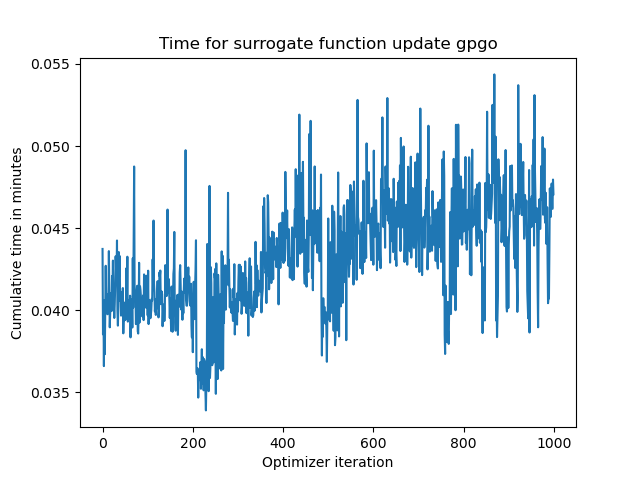 Time for surrogate function update gpgo
0.055
0.050
0.045
0.040
0.035
Cumulative time in minutes
0 200 400 600 800 1000
Optimizer iteration